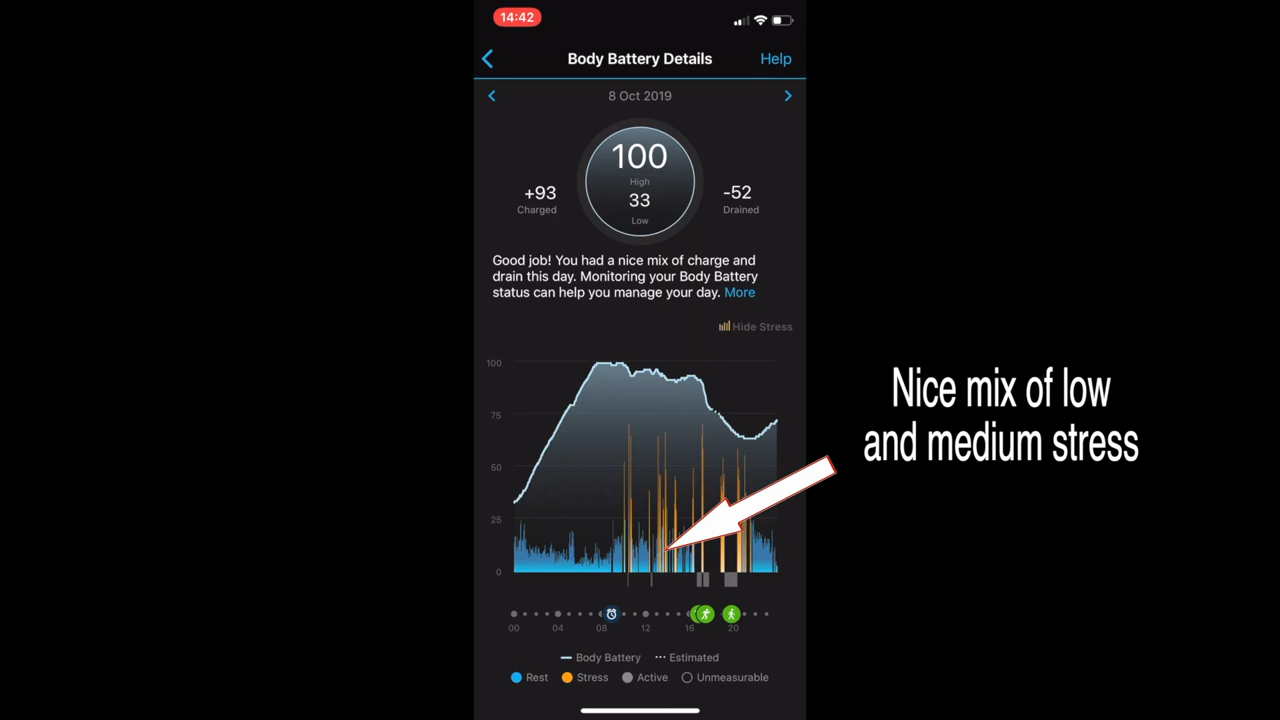 14:42
Body Battery Details
Help
8 Oct 2019
100
High
33
Low
+93
Charged
-52
Drained
Good job! You had a nice mix of charge and
drain this day. Monitoring your Body Battery
status can help you manage your day. More
Hide Stress
100
75
50
25
0
00 04 08 12 16 20
Body Battery Estimated
Rest Stress Active Unmeasurable
Nice mix of low
and medium stress